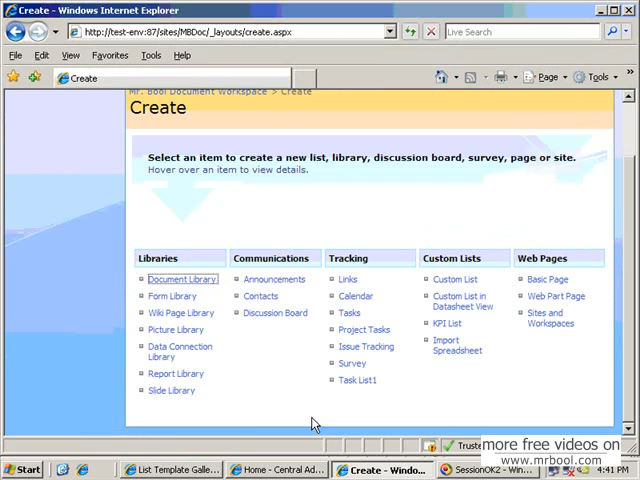 Create - Windows Internet Explorer
http://test-env:87/sites/MBDoc/_layouts/create.aspx
Live Search
File Edit View Favorites Tools Help
Create
Page Tools
Mr. Bool Document Workspace > Create
Create
Select an item to create a new list, library, discussion board, survey, page or site.
Hover over an item to view details.
Libraries
Document Library
Form Library
Wiki Page Library
Picture Library
Data Connection
Library
Report Library
Slide Library
Communications
Announcements
Contacts
Discussion Board
Tracking
Links
Calendar
Tasks
Project Tasks
Issue Tracking
Survey
Task List1
Custom Lists
Custom List
Custom List in
Datasheet View
KPI List
Import
Spreadsheet
Web Pages
Basic Page
Web Part Page
Sites and
Workspaces
Truste
more free videos on
www.mrbool.com
Start
List Template Galle...
Home - Central Ad...
Create - Windo...
SessionOK2 - Win...
4:41 PM